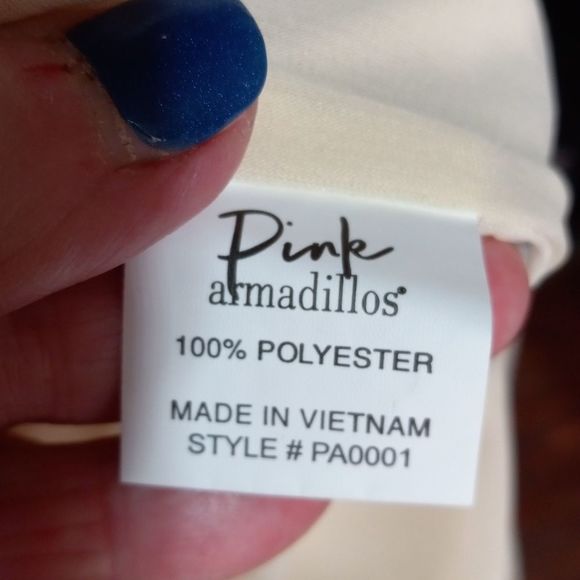 Pink
armadillos®
100% POLYESTER
MADE IN VIETNAM
STYLE # PA0001